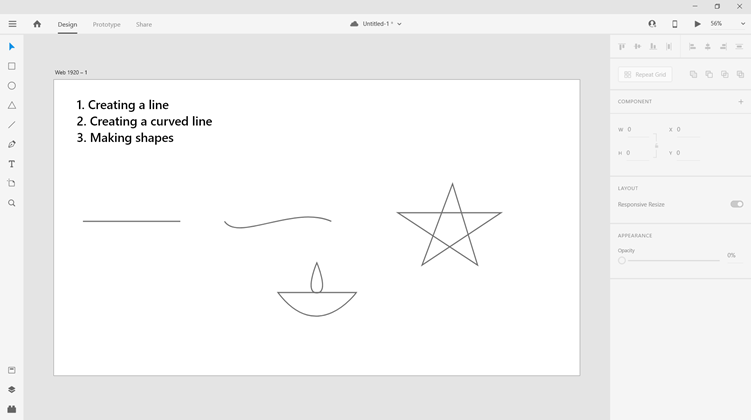 Design
Prototype
Share
Untitled-1 *
56%
Web 1920 – 1
1. Creating a line
2. Creating a curved line
3. Making shapes
Repeat Grid
COMPONENT
W 0
X 0
H 0
Y 0
LAYOUT
Responsive Resize
APPEARANCE
Opacity
0%